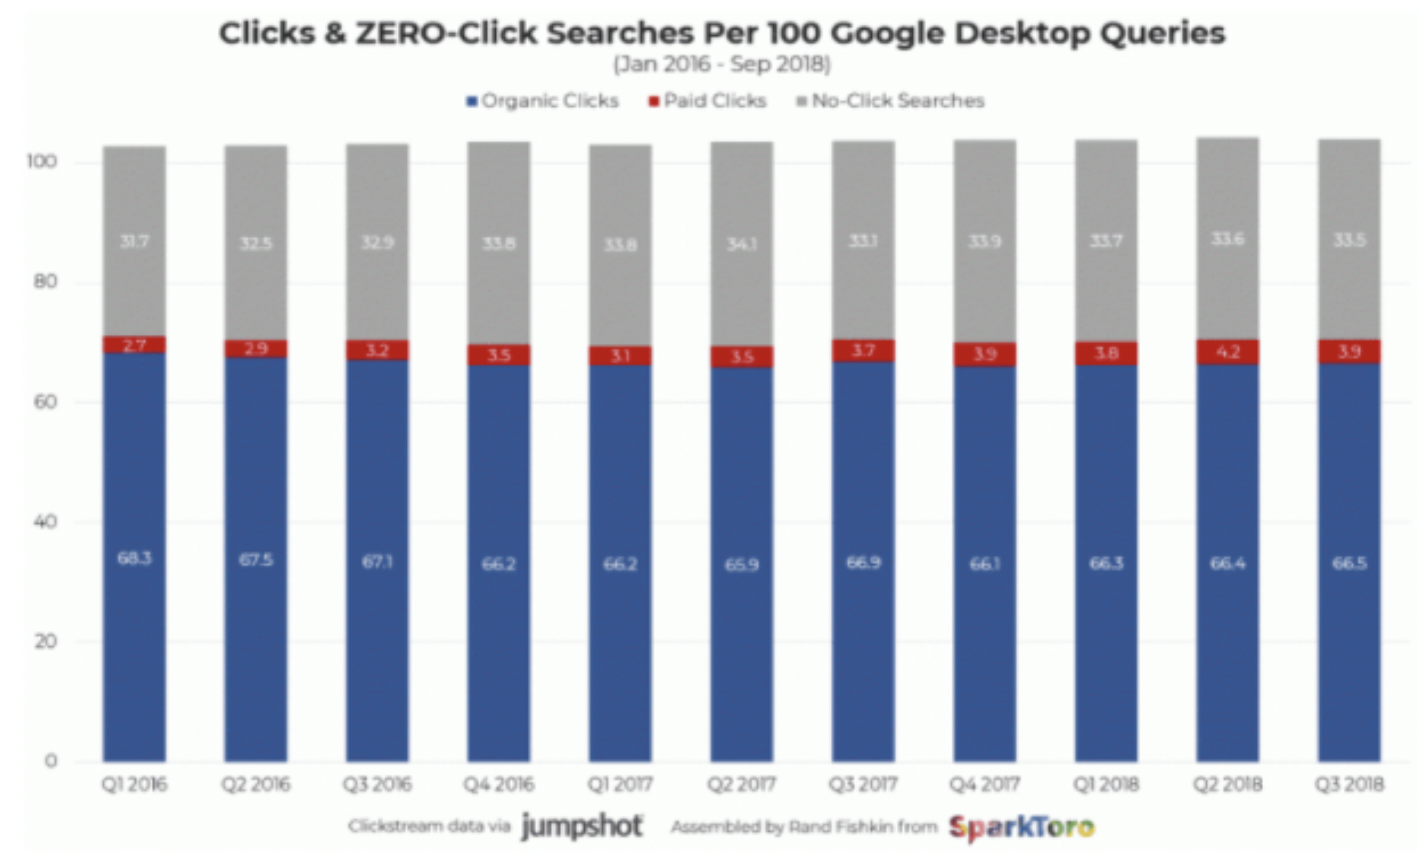 Clicks & ZERO-Click Searches Per 100 Google Desktop Queries
(Jan 2016 - Sep 2018)
Organic Clicks Paid Clicks No-Click Searches
100
31.7 32.5 32.9 33.8 33.8 34.1 33.1 33.9 33.7 33.6 33.5
80
2.7 2.9 3.2 3.5 3.1 3.5 3.7 3.9 3.8 4.2 3.9
60
40
68.3 67.5 67.1 66.2 66.2 65.9 66.9 66.1 66.3 66.4 66.5
20
0
Q1 2016 Q2 2016 Q3 2016 Q4 2016 Q1 2017 Q2 2017 Q3 2017 Q4 2017 Q1 2018 Q2 2018 Q3 2018
Clickstream data via jumpshot Assembled by Rand Fishkin from SparkToro